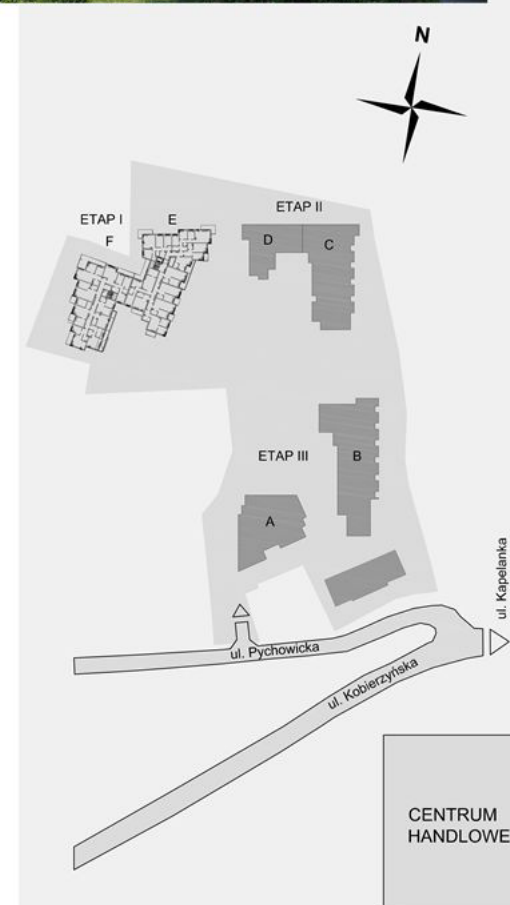 N
ETAP II
ETAP I
E
F
D
C
ETAP III
B
A
ul. Kapelanka
ul. Pychowicka
ul. Kobierzyńska
CENTRUM
HANDLOWE